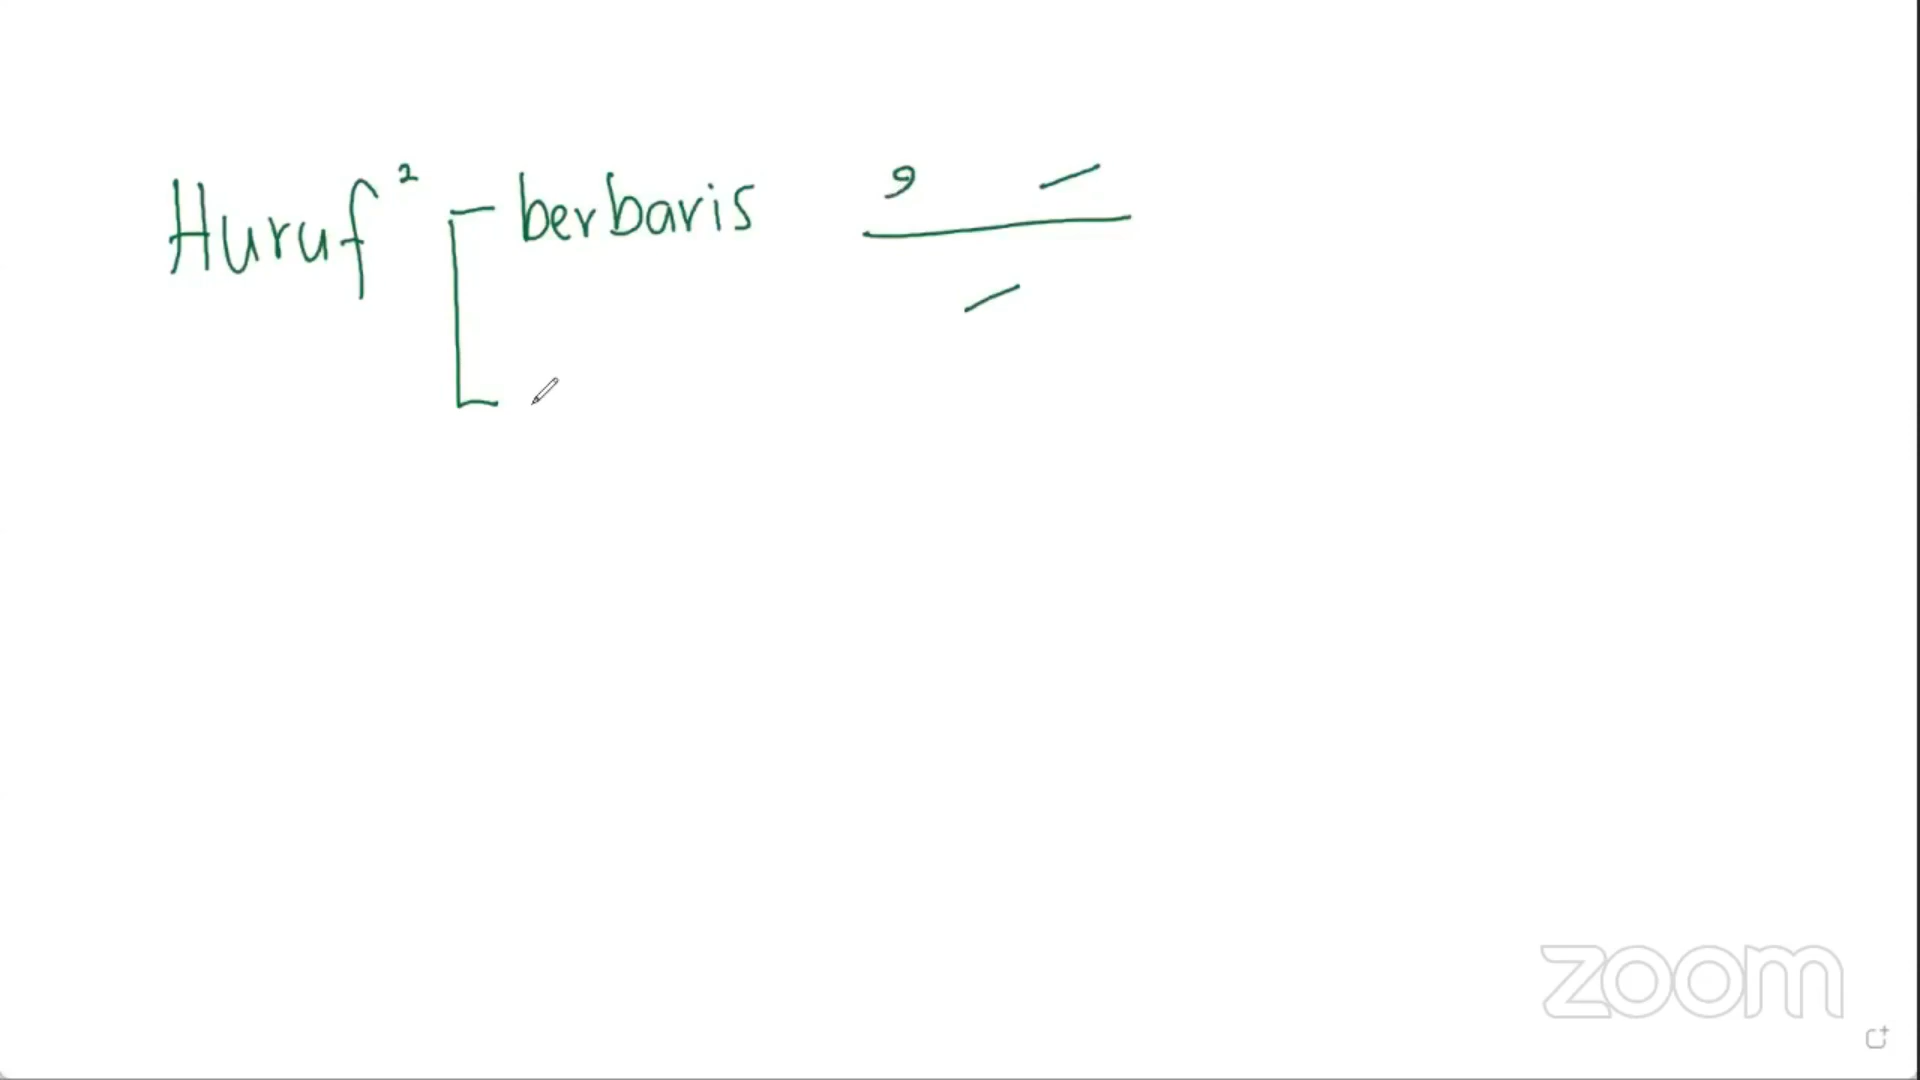 Huruf² berbaris ُ َ ِ
zoom